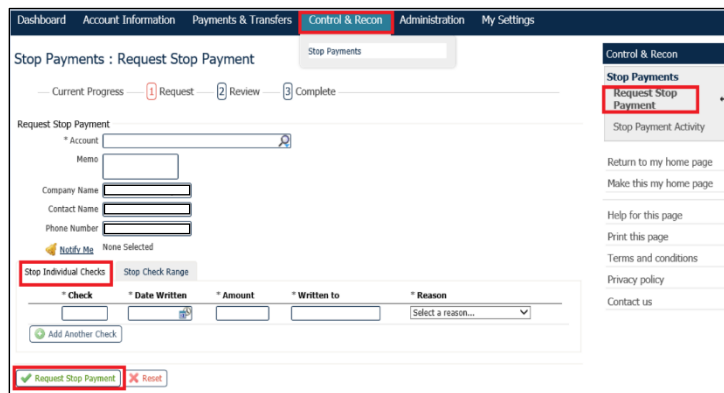 Dashboard Account Information Payments & Transfers Control & Recon Administration My Settings
Stop Payments
Stop Payments : Request Stop Payment
Current Progress 1 Request 2 Review 3 Complete
Request Stop Payment
* Account
Memo
Company Name
Contact Name
Phone Number
Notify Me None Selected
Stop Individual Checks Stop Check Range
* Check * Date Written * Amount * Written to * Reason
Select a reason...
Add Another Check
Request Stop Payment Reset
Control & Recon
Stop Payments
Request Stop
Payment
Stop Payment Activity
Return to my home page
Make this my home page
Help for this page
Print this page
Terms and conditions
Privacy policy
Contact us